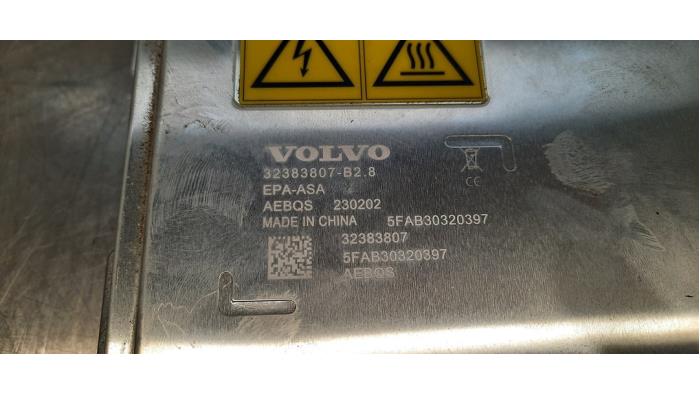 VOLVO
32383807-B2.8
EPA-ASA
AEBQS 230202
MADE IN CHINA 5FAB30320397
32383807
5FAB30320397
AEBQS
CE